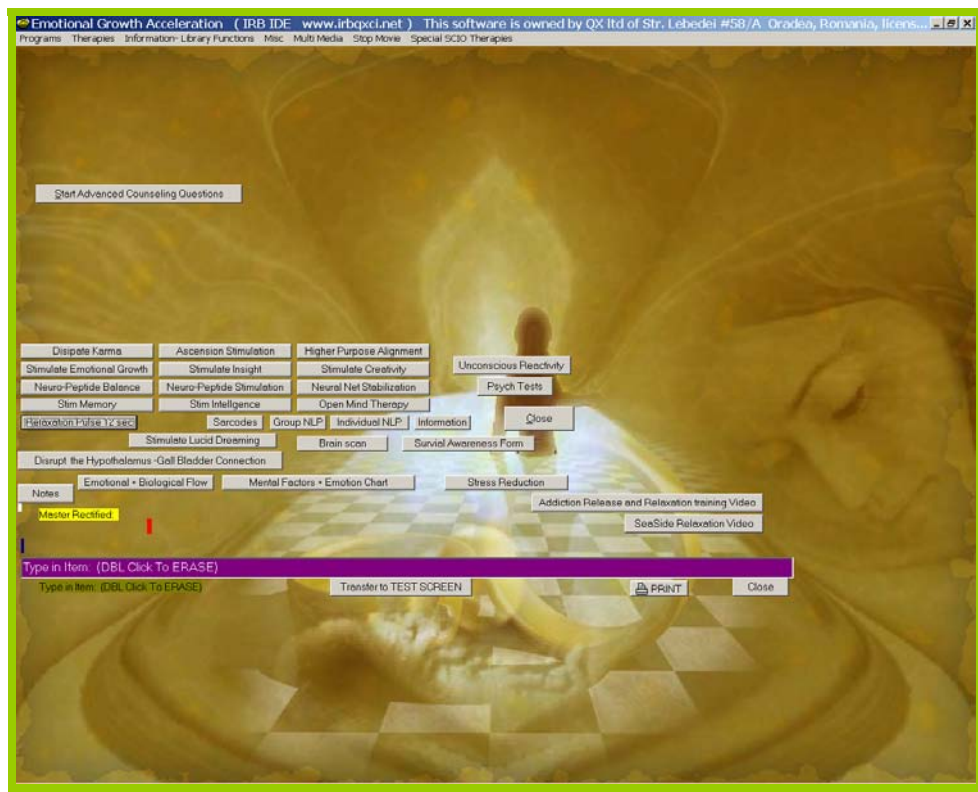 Emotional Growth Acceleration ( IRB IDE www.irbqxci.net ) This software is owned by QX ltd of Str. Lebedei #58/A Oradea, Romania, licens...
Programs Therapies Information- Library Functions Misc Multi Media Stop Movie Special SCIO Therapies
Start Advanced Counseling Questions
Disipate Karma Ascension Stimulation Higher Purpose Alignment
Unconscious Reactivity
Stimulate Emotional Growth Stimulate Insight Stimulate Creativity
Neuro-Peptide Balance Neuro-Peptide Stimulation Neural Net Stabilization Psych Tests
Stim Memory Stim Intelligence Open Mind Therapy
Relaxation Pulse 12 sec Sarcodes Group NLP Individual NLP Information Close
Stimulate Lucid Dreaming Brain scan Survial Awareness Form
Disrupt the Hypothalamus -Gall Bladder Connection
Emotional + Biological Flow Mental Factors + Emotion Chart Stress Reduction
Notes
Addiction Release and Relaxation training Video
Master Rectified:
SeaSide Relaxation Video
Type in Item: (DBL Click To ERASE)
Type in Item: (DBL Click To ERASE) Transfer to TEST SCREEN PRINT Close